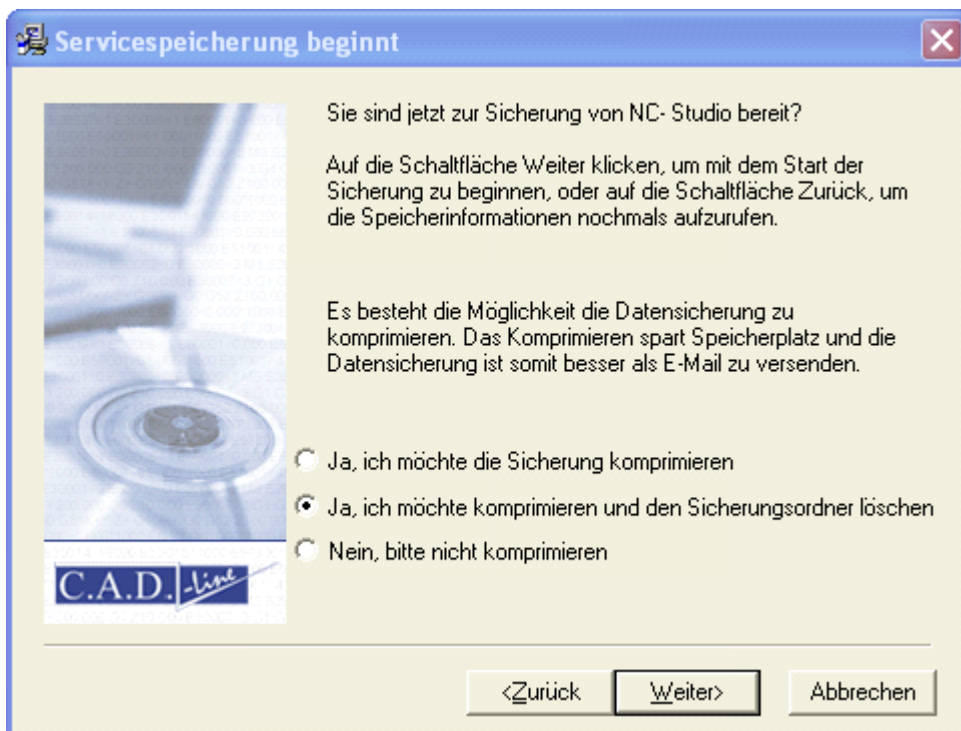 Servicespeicherung beginnt
Sie sind jetzt zur Sicherung von NC- Studio bereit?
Auf die Schaltfläche Weiter klicken, um mit dem Start der
Sicherung zu beginnen, oder auf die Schaltfläche Zurück, um
die Speicherinformationen nochmals aufzurufen.
Es besteht die Möglichkeit die Datensicherung zu
komprimieren. Das Komprimieren spart Speicherplatz und die
Datensicherung ist somit besser als E-Mail zu versenden.
Ja, ich möchte die Sicherung komprimieren
Ja, ich möchte komprimieren und den Sicherungsordner löschen
Nein, bitte nicht komprimieren
C.A.D.-line
<Zurück
Weiter>
Abbrechen